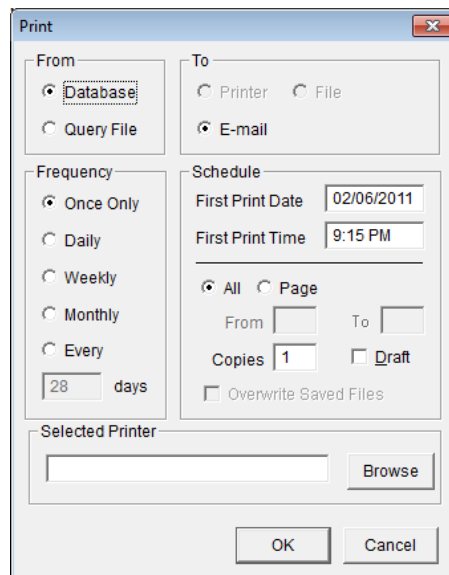 Print
From
Database
Query File
To
Printer File
E-mail
Frequency
Once Only
Daily
Weekly
Monthly
Every
28 days
Schedule
First Print Date 02/06/2011
First Print Time 9:15 PM
All Page
From To
Copies 1 Draft
Overwrite Saved Files
Selected Printer
Browse
OK Cancel